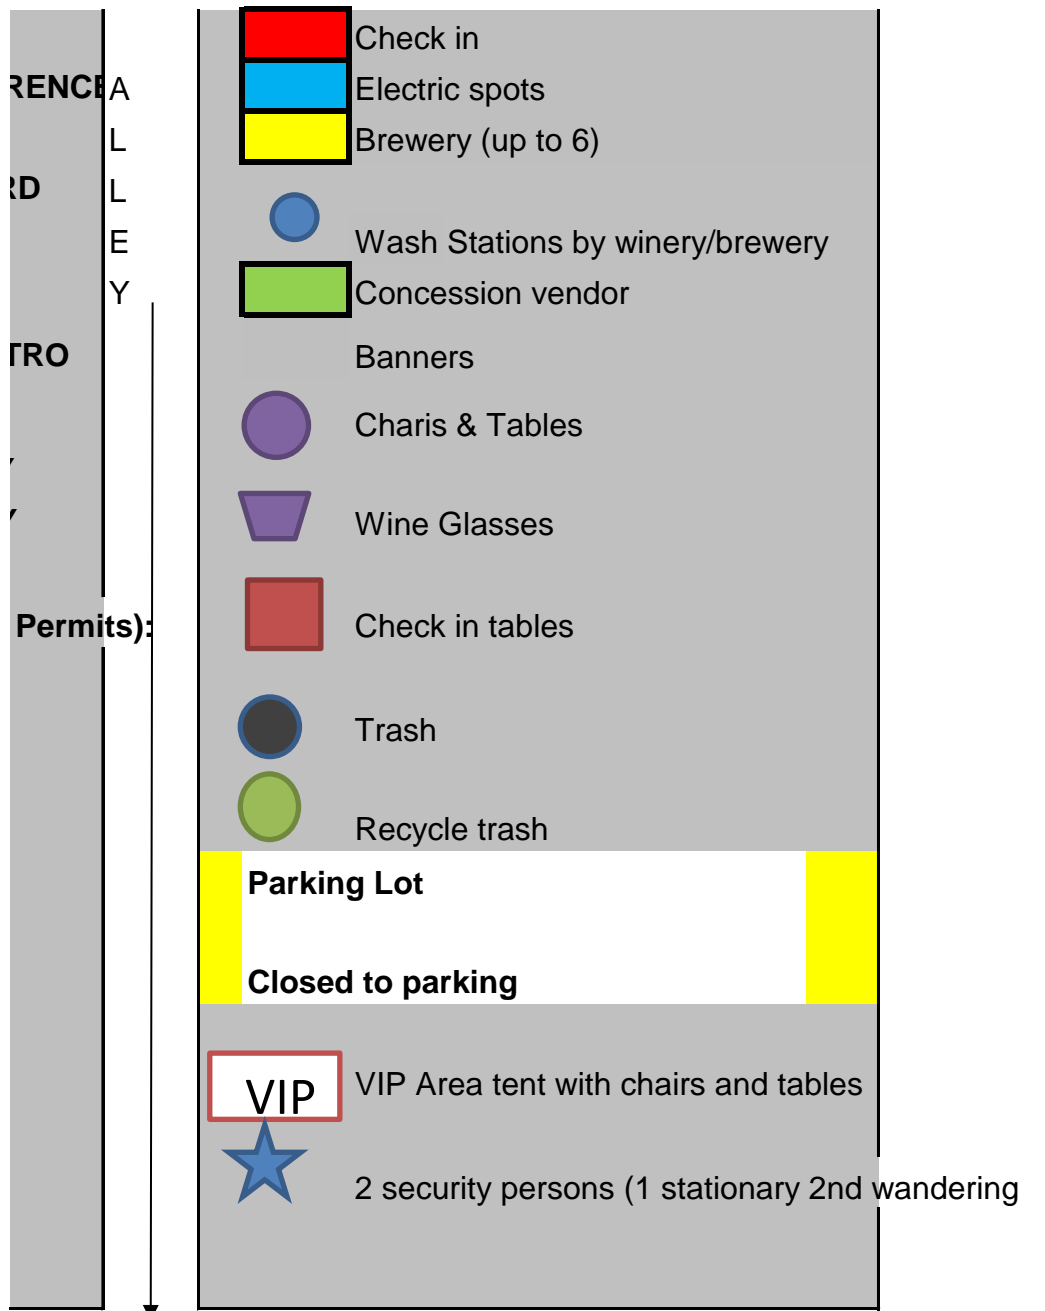 Check in
RENCE
A
Electric spots
L
Brewery (up to 6)
RD
L
E
Wash Stations by winery/brewery
Y
Concession vendor
TRO
Banners
Charis & Tables
Wine Glasses
Permits):
Check in tables
Trash
Recycle trash
Parking Lot
Closed to parking
VIP
VIP Area tent with chairs and tables
2 security persons (1 stationary 2nd wandering